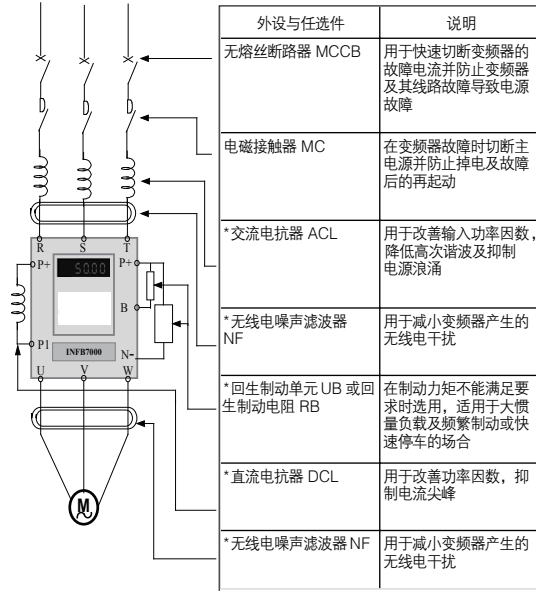 外设与任选件
说明
无熔丝断路器 MCCB
用于快速切断变频器的
故障电流并防止变频器
及其线路故障导致电源
故障
电磁接触器 MC
在变频器故障时切断主
电源并防止掉电及故障
后的再起动
*交流电抗器 ACL
用于改善输入功率因数，
降低高次谐波及抑制
电源浪涌
*无线电噪声滤波器
NF
用于减小变频器产生的
无线电干扰
*回生制动单元 UB 或回
生制动电阻 RB
在制动力矩不能满足要
求时选用，适用于大惯
量负载及频繁制动或快
速停车的场合
*直流电抗器 DCL
用于改善功率因数，抑
制电流尖峰
*无线电噪声滤波器 NF
用于减小变频器产生的
无线电干扰
R S T
P+ 50.00 P+
B
P1 INFB7000 N-
U V W
M